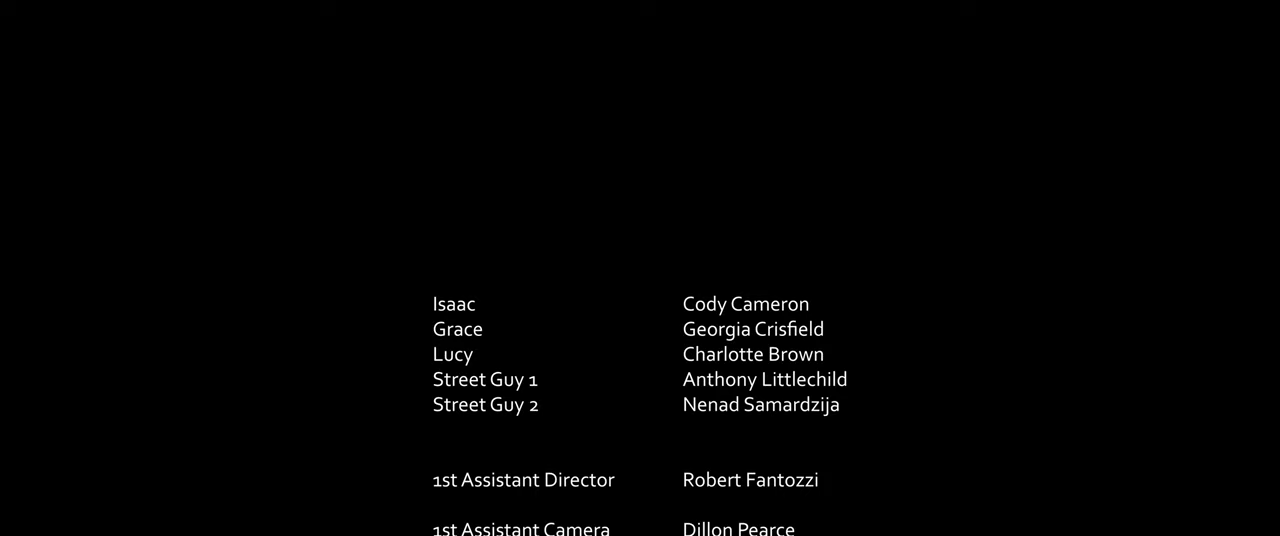 Isaac Cody Cameron
Grace Georgia Crisfield
Lucy Charlotte Brown
Street Guy 1 Anthony Littlechild
Street Guy 2 Nenad Samardzija
1st Assistant Director Robert Fantozzi
1st Assistant Camera Dillon Pearce